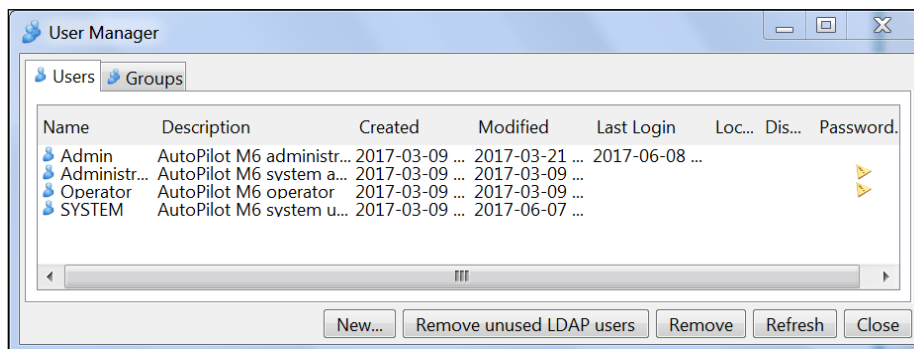 User Manager
Users Groups
Name Description Created Modified Last Login Loc... Dis... Password.
Admin AutoPilot M6 administr... 2017-03-09 ... 2017-03-21 ... 2017-06-08 ...
Administr... AutoPilot M6 system a... 2017-03-09 ... 2017-03-09 ...
Operator AutoPilot M6 operator 2017-03-09 ... 2017-03-09 ...
SYSTEM AutoPilot M6 system u... 2017-03-09 ... 2017-06-07 ...
New... Remove unused LDAP users Remove Refresh Close